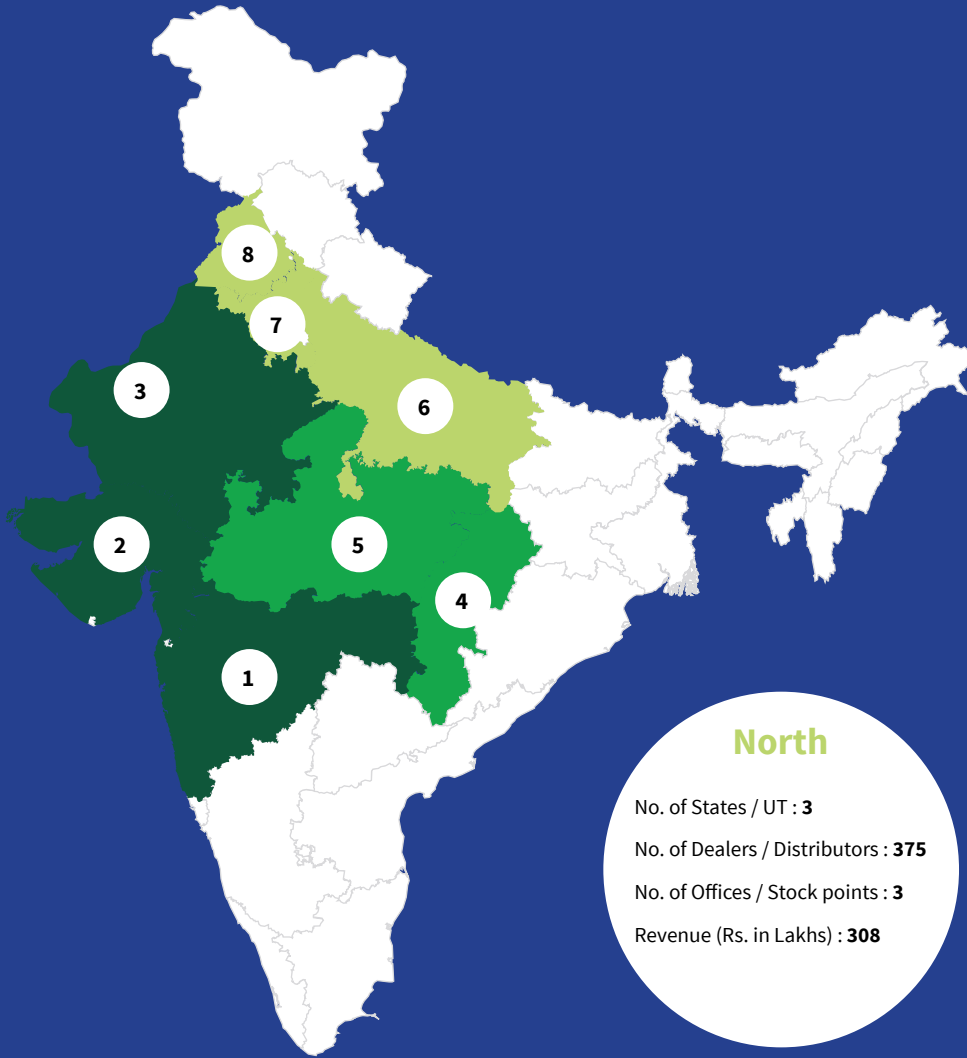 8
7
3
6
2
5
4
1
North
No. of States / UT : 3
No. of Dealers / Distributors : 375
No. of Offices / Stock points : 3
Revenue (Rs. in Lakhs) : 308